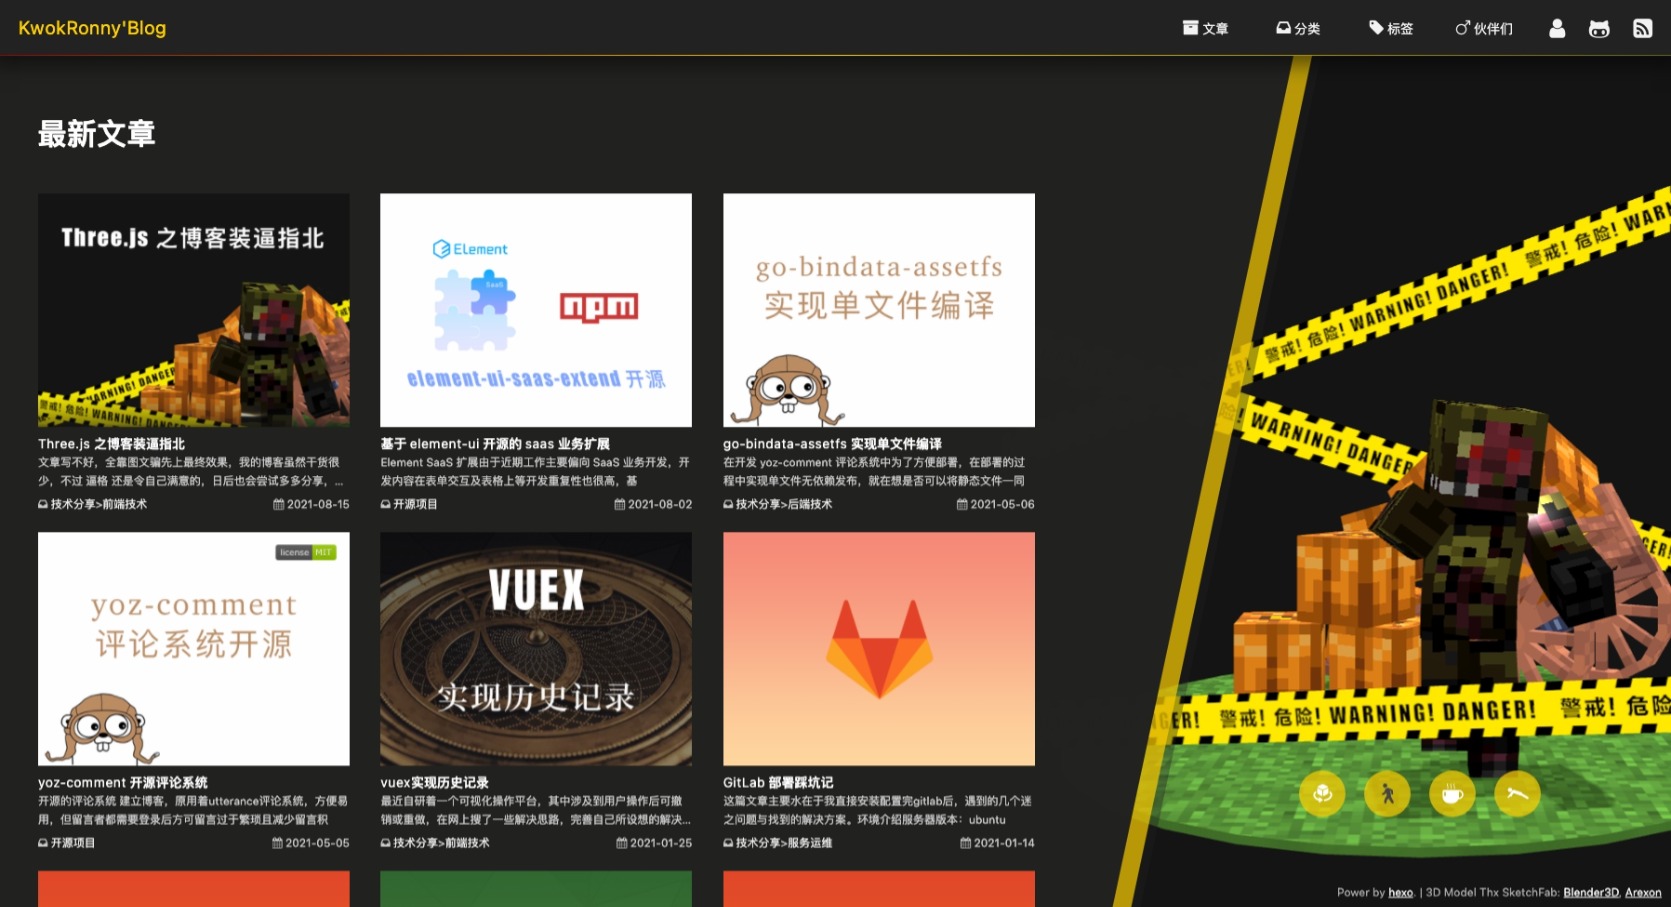 KwokRonny'Blog
文章
分类
标签
伙伴们
最新文章
Three.js 之博客装逼指北
WARNING! DANGER
警戒! 危险! WARNING! DANGER
Three.js 之博客装逼指北
文章写不好，全靠图文骗先上最终效果，我的博客虽然干货很
少，不过 逼格 还是令自己满意的，日后也会尝试多多分享，...
技术分享>前端技术
2021-08-15
Element
SaaS
npm
element-ui-saas-extend 开源
基于 element-ui 开源的 saas 业务扩展
Element SaaS 扩展由于近期工作主要偏向 SaaS 业务开发，开
发内容在表单交互及表格上等开发重复性也很高，基
开源项目
2021-08-02
go-bindata-assetfs
实现单文件编译
go-bindata-assetfs 实现单文件编译
在开发 yoz-comment 评论系统中为了方便部署，在部署的过
程中实现单文件无依赖发布，就在想是否可以将静态文件一同
技术分享>后端技术
2021-05-06
license MIT
yoz-comment
评论系统开源
yoz-comment 开源评论系统
开源的评论系统 建立博客，原用着utterance评论系统，方便易
用，但留言者都需要登录后方可留言过于繁琐且减少留言积
开源项目
2021-05-05
VUEX
实现历史记录
vuex实现历史记录
最近自研着一个可视化操作平台，其中涉及到用户操作后可撤
销或重做，在网上搜了一些解决思路，完善自己所设想的解决...
技术分享>前端技术
2021-01-25
GitLab 部署踩坑记
这篇文章主要水在于我直接安装配置完gitlab后，遇到的几个迷
之问题与找到的解决方案。环境介绍服务器版本：ubuntu
技术分享>服务运维
2021-01-14
警戒! 危险! WARNING! DANGER! 警戒! 危险! WARN
WARNING! DANGER
GER! 警戒! 危险! WARNING! DANGER! 警戒! 危险
Power by hexo. | 3D Model Thx SketchFab: Blender3D, Arexon